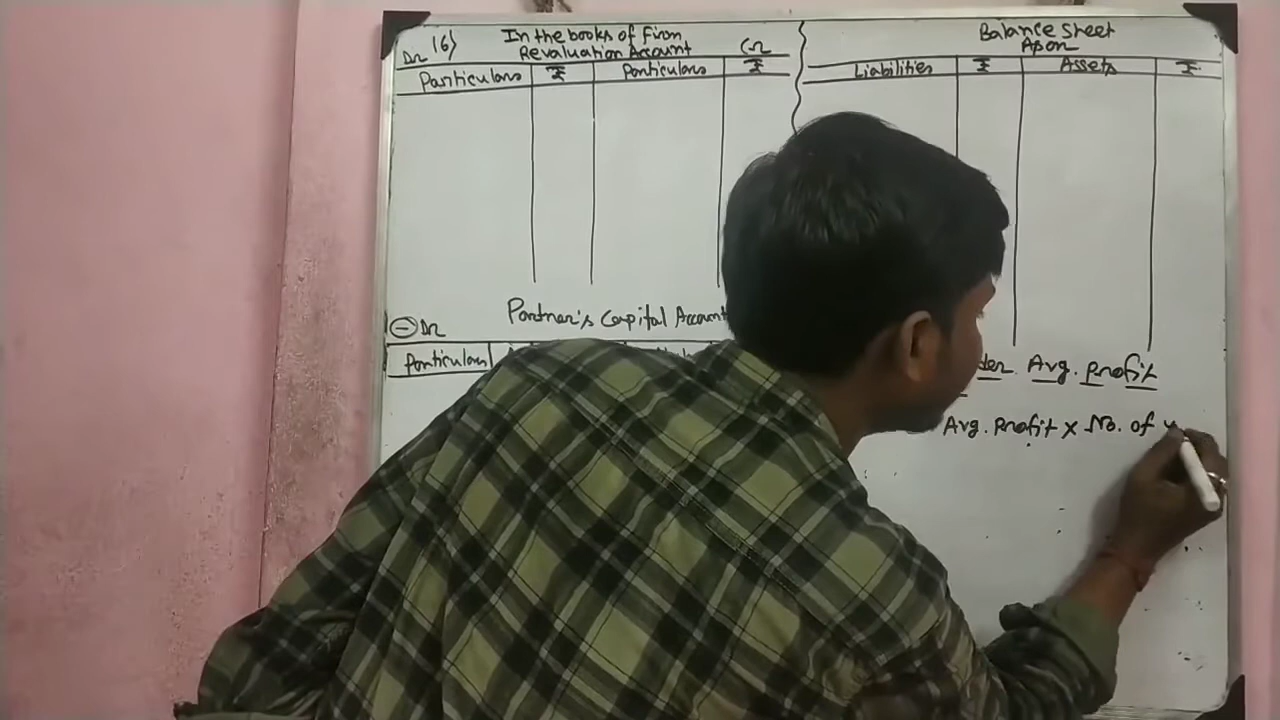 16) In the books of Firm
Revaluation Account
Dr Cr
Particulars ₹ Particulars ₹
Balance Sheet
As on
Liabilities ₹ Assets ₹
Partner's Capital Account
Dr
Particulars
Avg. Profit
Avg. Profit x No. of